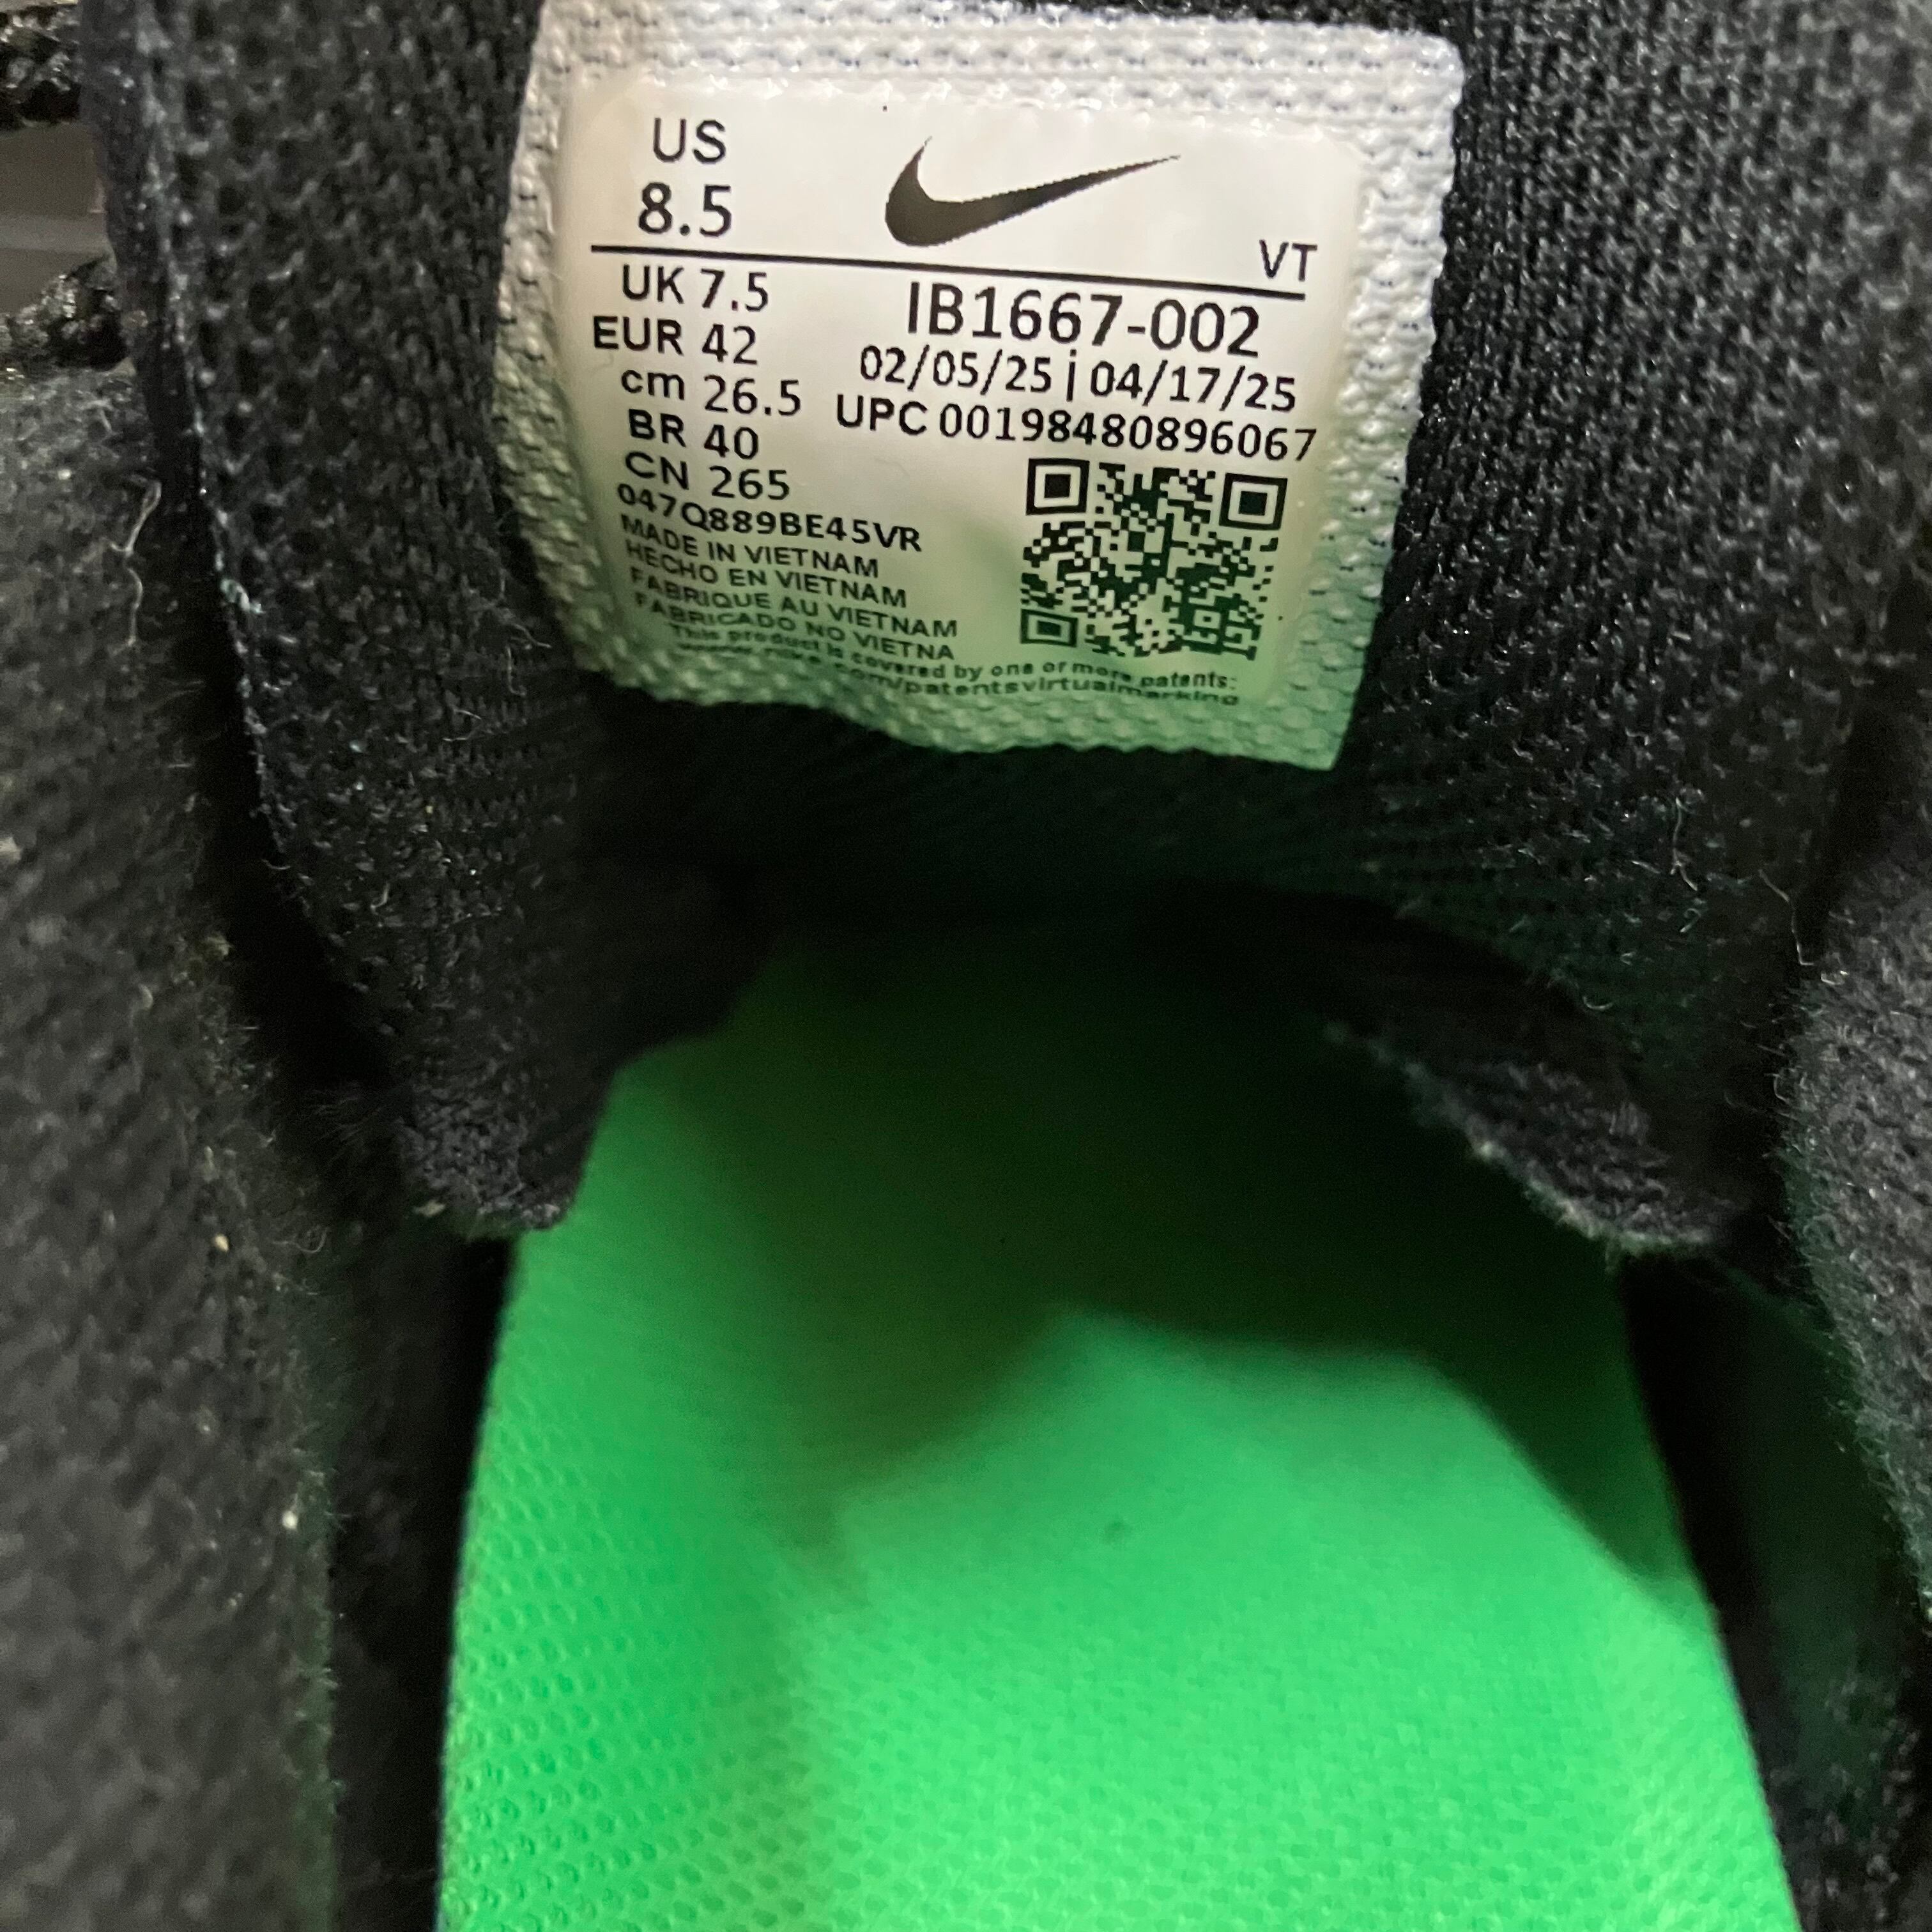 US
8.5
VT
UK 7.5
EUR 42
cm 26.5
BR 40
CN 265
IB1667-002
02/05/25 | 04/17/25
UPC 00198480896067
047Q889BE45VR
MADE IN VIETNAM
HECHO EN VIETNAM
FABRIQUE AU VIETNAM
FABRICADO NO VIETNA
This product is covered by one or more patents:
www.nike.com/patentsvirtualmarking